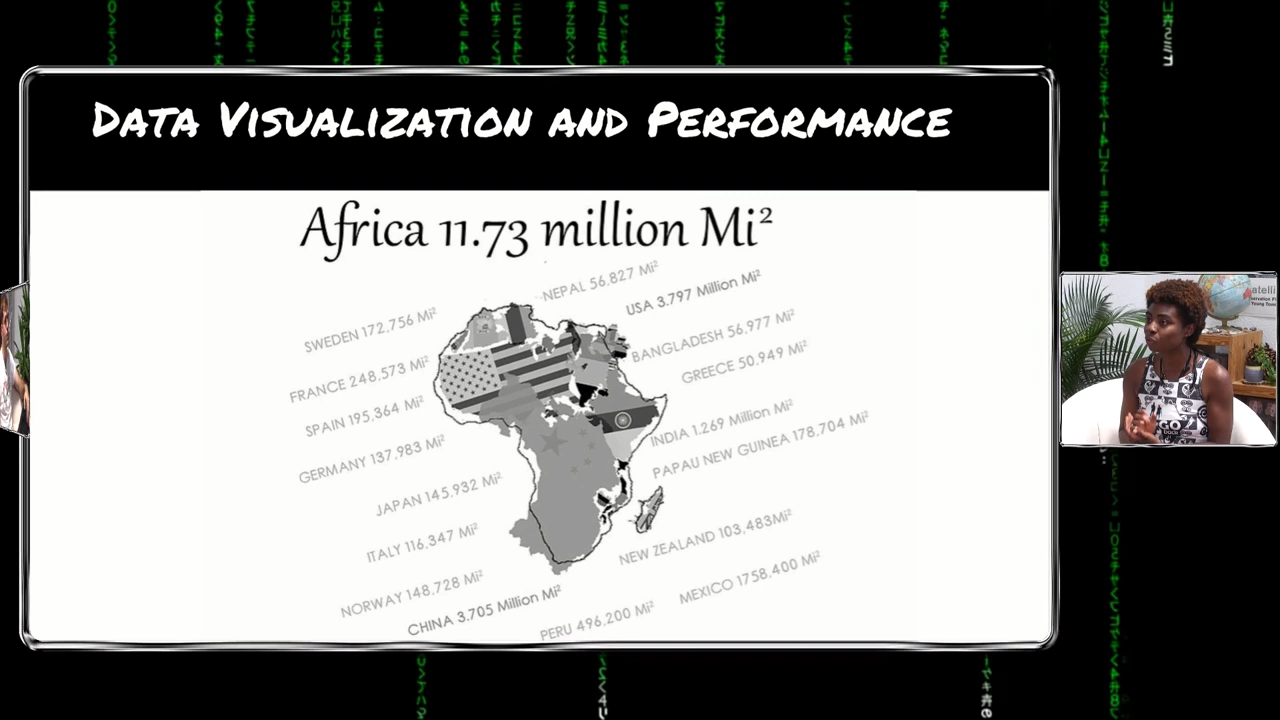 Data Visualization and Performance
Africa 11.73 million Mi²
NEPAL 56,827 Mi²
USA 3.797 Million Mi²
SWEDEN 172,756 Mi²
BANGLADESH 56,977 Mi²
FRANCE 248,573 Mi²
GREECE 50,949 Mi²
SPAIN 195,364 Mi²
INDIA 1.269 Million Mi²
GERMANY 137,983 Mi²
PAPAU NEW GUINEA 178,704 Mi²
JAPAN 145,932 Mi²
ITALY 116,347 Mi²
NEW ZEALAND 103,483Mi²
NORWAY 148,728 Mi²
MEXICO 1758,400 Mi²
CHINA 3.705 Million Mi²
PERU 496,200 Mi²
atelli
Young Tow